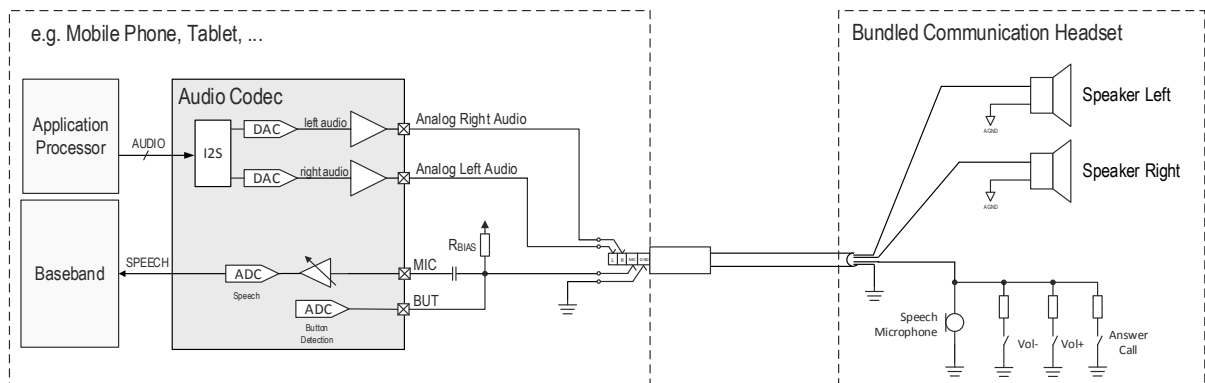 e.g. Mobile Phone, Tablet, ...
Bundled Communication Headset
Audio Codec
Application
Processor
AUDIO
I2S
DAC
left audio
Analog Right Audio
DAC
right audio
Analog Left Audio
Baseband
SPEECH
ADC
Speech
MIC
RBIAS
ADC
Button
Detection
BUT
L R MIC GND
Speaker Left
AGND
Speaker Right
AGND
Speech
Microphone
Vol-
Vol+
Answer
Call